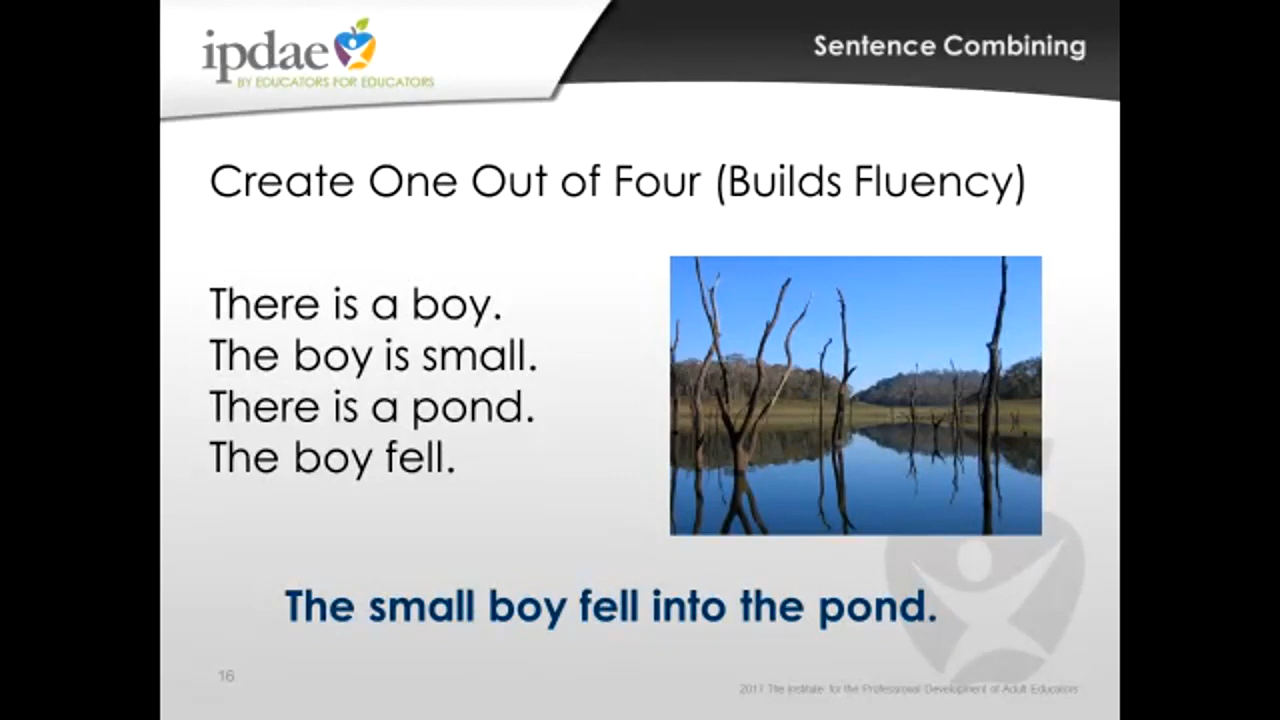 ipdae
BY EDUCATORS FOR EDUCATORS
Sentence Combining
Create One Out of Four (Builds Fluency)
There is a boy.
The boy is small.
There is a pond.
The boy fell.
The small boy fell into the pond.
16
2017 The Institute for the Professional Development of Adult Educators